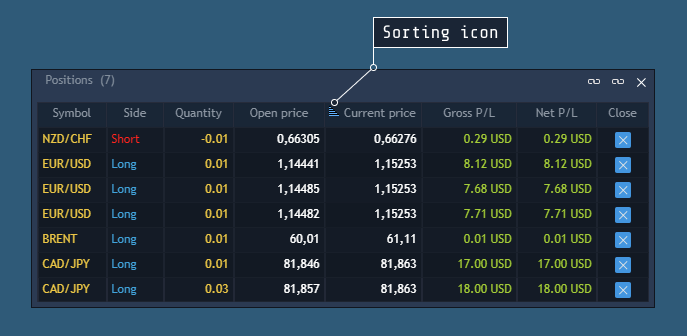 Sorting icon
Positions (7)
Symbol Side Quantity Open price Current price Gross P/L Net P/L Close
NZD/CHF Short -0.01 0,66305 0,66276 0.29 USD 0.29 USD
EUR/USD Long 0.01 1,14441 1,15253 8.12 USD 8.12 USD
EUR/USD Long 0.01 1,14485 1,15253 7.68 USD 7.68 USD
EUR/USD Long 0.01 1,14482 1,15253 7.71 USD 7.71 USD
BRENT Long 0.01 60,01 61,11 0.01 USD 0.01 USD
CAD/JPY Long 0.01 81,846 81,863 17.00 USD 17.00 USD
CAD/JPY Long 0.03 81,857 81,863 18.00 USD 18.00 USD